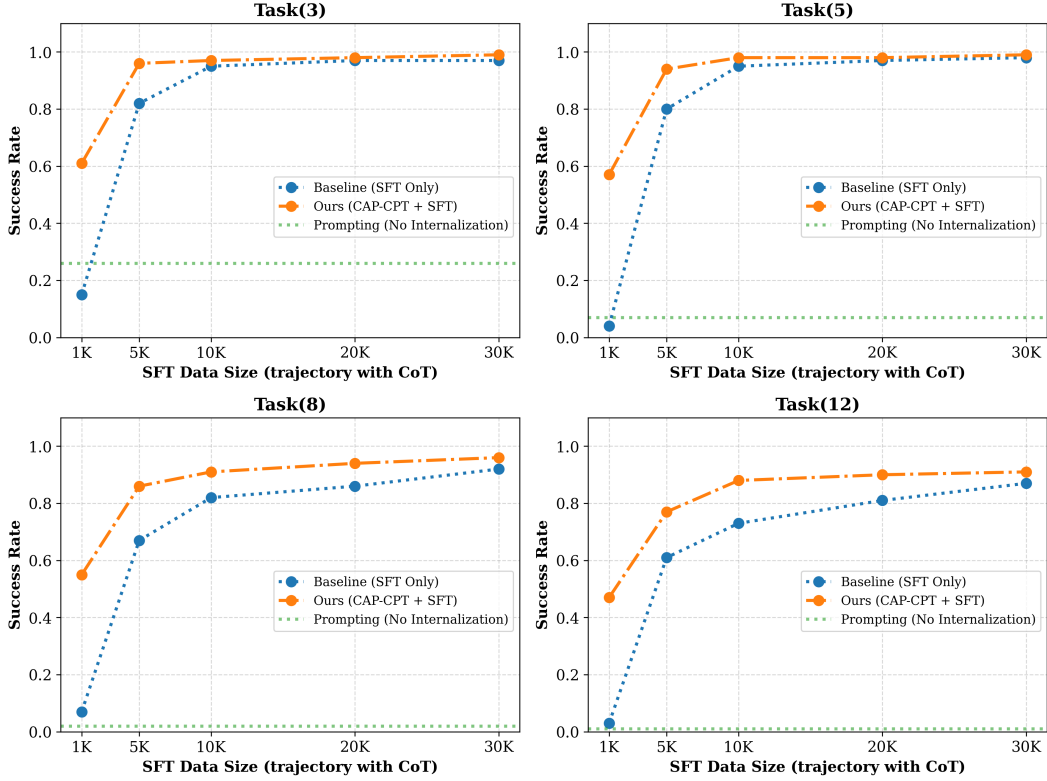 Task(3)
Success Rate
1.0
0.8
0.6
0.4
0.2
0.0
Baseline (SFT Only)
Ours (CAP-CPT + SFT)
Prompting (No Internalization)
1K 5K 10K 20K 30K
SFT Data Size (trajectory with CoT)
Task(5)
Success Rate
1.0
0.8
0.6
0.4
0.2
0.0
Baseline (SFT Only)
Ours (CAP-CPT + SFT)
Prompting (No Internalization)
1K 5K 10K 20K 30K
SFT Data Size (trajectory with CoT)
Task(8)
Success Rate
1.0
0.8
0.6
0.4
0.2
0.0
Baseline (SFT Only)
Ours (CAP-CPT + SFT)
Prompting (No Internalization)
1K 5K 10K 20K 30K
SFT Data Size (trajectory with CoT)
Task(12)
Success Rate
1.0
0.8
0.6
0.4
0.2
0.0
Baseline (SFT Only)
Ours (CAP-CPT + SFT)
Prompting (No Internalization)
1K 5K 10K 20K 30K
SFT Data Size (trajectory with CoT)